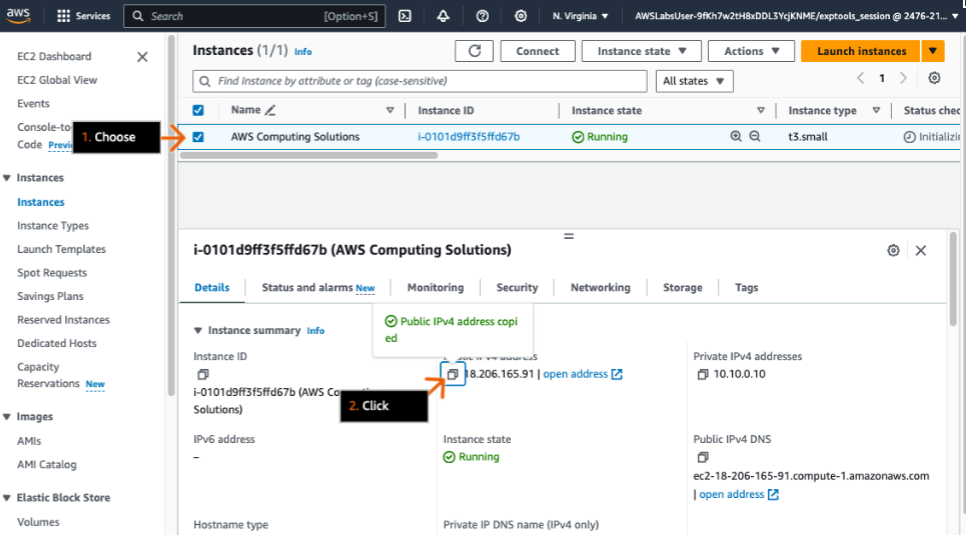 aws
Services
Search
[Option+S]
N. Virginia
AWSLabsUser-9fKh7w2tH8xDDL3YcjKNME/exptools_session @ 2476-21...
EC2 Dashboard
EC2 Global View
Events
Console-to
Code
1. Choose
Instances
Instances
Instance Types
Launch Templates
Spot Requests
Savings Plans
Reserved Instances
Dedicated Hosts
Capacity
Reservations New
Images
AMIs
AMI Catalog
Elastic Block Store
Volumes
Instances (1/1) Info
Connect
Instance state
Actions
Launch instances
Find Instance by attribute or tag (case-sensitive)
All states
1
Name
Instance ID
Instance state
Instance type
Status chec
AWS Computing Solutions
i-0101d9ff3f5ffd67b
Running
t3.small
Initializin
i-0101d9ff3f5ffd67b (AWS Computing Solutions)
Details
Status and alarms New
Monitoring
Security
Networking
Storage
Tags
Public IPv4 address copi
ed
Instance summary Info
Instance ID
i-0101d9ff3f5ffd67b (AWS Co
Solutions)
Public IPv4 address
18.206.165.91 | open address
2. Click
Private IPv4 addresses
10.10.0.10
IPv6 address
–
Instance state
Running
Public IPv4 DNS
ec2-18-206-165-91.compute-1.amazonaws.com
| open address
Hostname type
Private IP DNS name (IPv4 only)